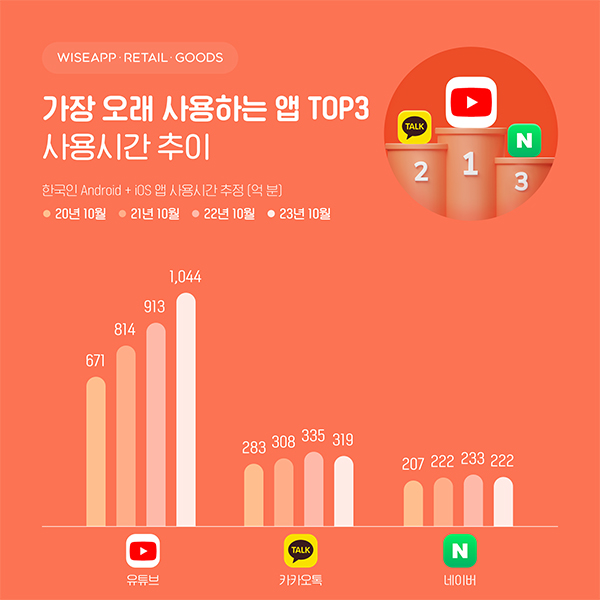 WISEAPP·RETAIL·GOODS
가장 오래 사용하는 앱 TOP3
사용시간 추이
TALK
N
2
1
3
한국인 Android + iOS 앱 사용시간 추정 (억 분)
20년 10월 21년 10월 22년 10월 23년 10월
671
814
913
1,044
283
308
335
319
207
222
233
222
TALK
N
유튜브
카카오톡
네이버